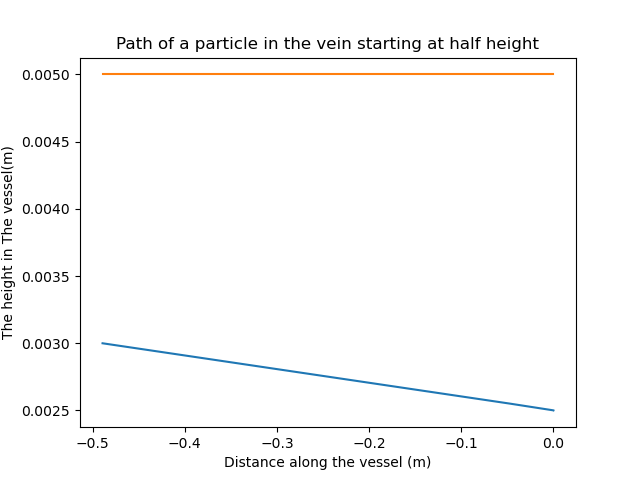 Path of a particle in the vein starting at half height
The height in The vessel(m)
0.0050
0.0045
0.0040
0.0035
0.0030
0.0025
−0.5 −0.4 −0.3 −0.2 −0.1 0.0
Distance along the vessel (m)